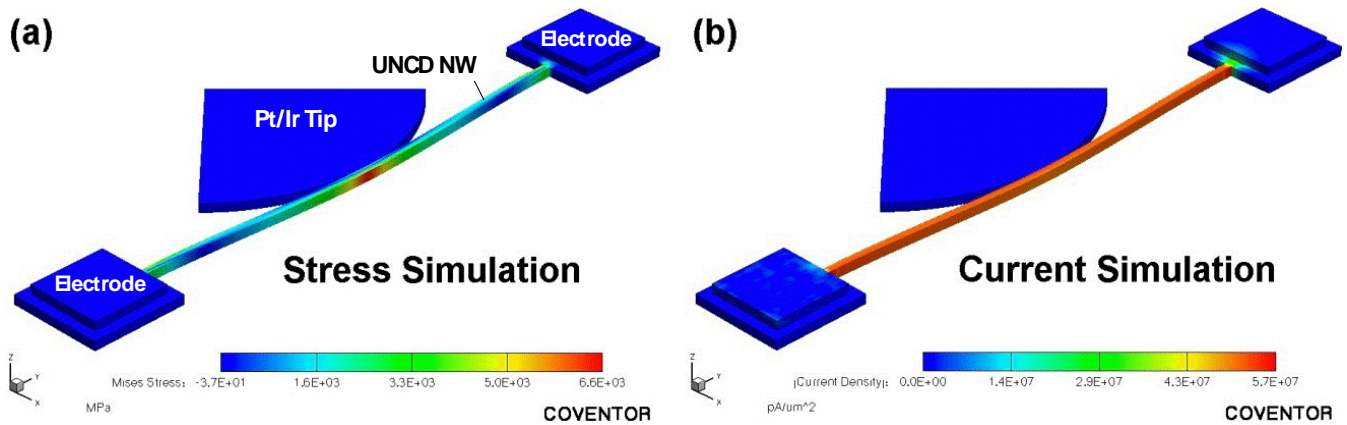 (a)
Electrode
UNCD NW
Pt/Ir Tip
Electrode
Stress Simulation
Mises Stress: -3.7E+01 1.6E+03 3.3E+03 5.0E+03 6.6E+03
MPa
Z Y X
COVENTOR
(b)
Current Simulation
|Current Density|: 0.0E+00 1.4E+07 2.9E+07 4.3E+07 5.7E+07
pA/um^2
Z Y X
COVENTOR